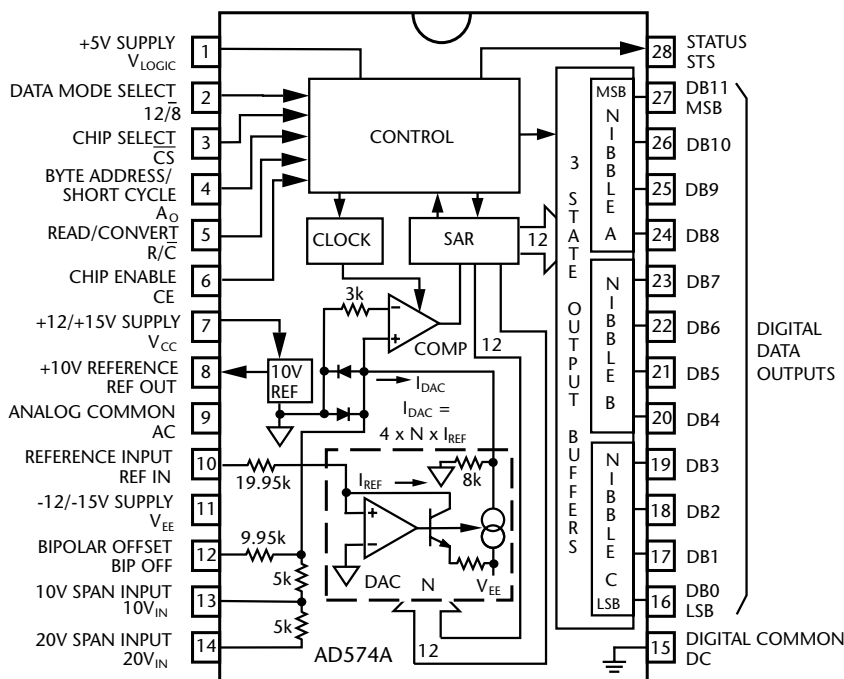 +5V SUPPLY
VLOGIC
1
DATA MODE SELECT
12/8̅
2
CHIP SELECT
C̅S̅
3
BYTE ADDRESS/
SHORT CYCLE
AO
4
READ/CONVERT
R/C̅
5
CHIP ENABLE
CE
6
+12/+15V SUPPLY
VCC
7
+10V REFERENCE
REF OUT
8
ANALOG COMMON
AC
9
REFERENCE INPUT
REF IN
10
-12/-15V SUPPLY
VEE
11
BIPOLAR OFFSET
BIP OFF
12
10V SPAN INPUT
10VIN
13
20V SPAN INPUT
20VIN
14
CONTROL
CLOCK
SAR
12
3k
−
+
COMP
12
10V
REF
IDAC
IDAC =
4 x N x IREF
19.95k
IREF
8k
+
−
9.95k
DAC
N
VEE
5k
5k
12
AD574A
3 STATE OUTPUT BUFFERS
MSB
NIBBLE A
NIBBLE B
NIBBLE C
LSB
28
STATUS
STS
27
DB11
MSB
26
DB10
25
DB9
24
DB8
23
DB7
22
DB6
21
DB5
20
DB4
19
DB3
18
DB2
17
DB1
16
DB0
LSB
15
DIGITAL COMMON
DC
DIGITAL
DATA
OUTPUTS